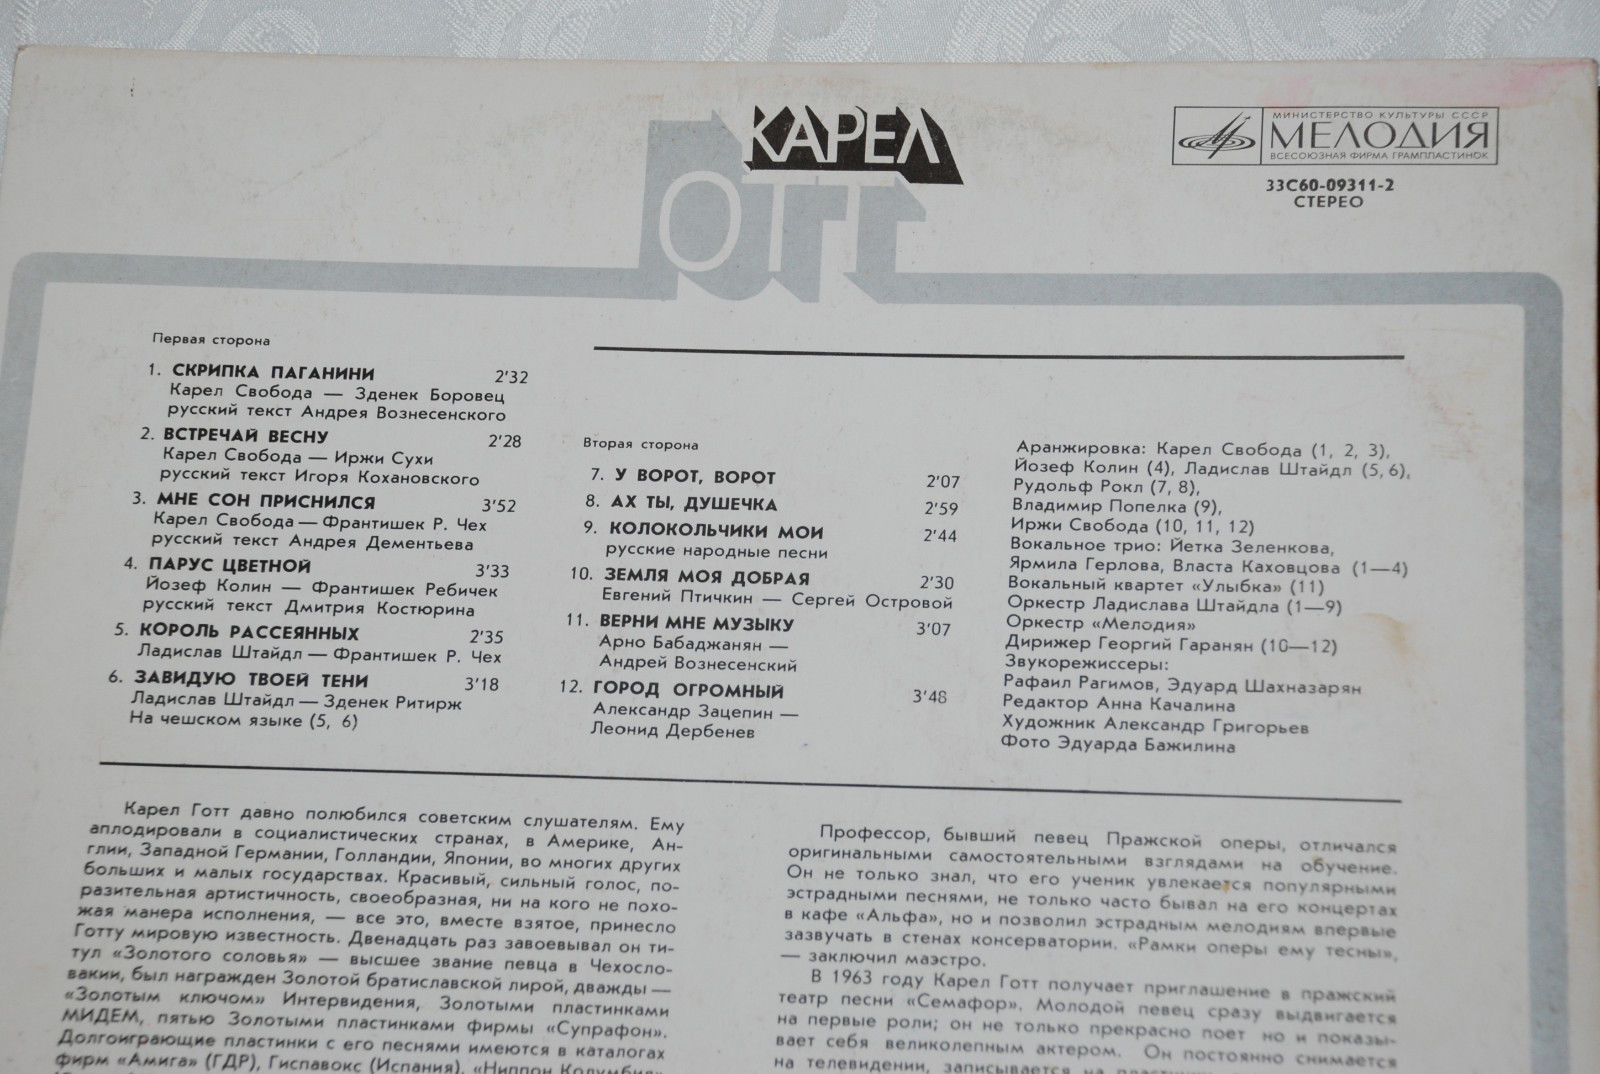 КАРЕЛ
ГОТТ
МИНИСТЕРСТВО КУЛЬТУРЫ СССР
МЕЛОДИЯ
ВСЕСОЮЗНАЯ ФИРМА ГРАМПЛАСТИНОК
33С60-09311-2
СТЕРЕО
Первая сторона
1. СКРИПКА ПАГАНИНИ 2'32
Карел Свобода — Зденек Боровец
русский текст Андрея Вознесенского
2. ВСТРЕЧАЙ ВЕСНУ 2'28
Карел Свобода — Иржи Сухи
русский текст Игоря Кохановского
3. МНЕ СОН ПРИСНИЛСЯ 3'52
Карел Свобода — Франтишек Р. Чех
русский текст Андрея Дементьева
4. ПАРУС ЦВЕТНОЙ 3'33
Йозеф Колин — Франтишек Ребичек
русский текст Дмитрия Костюрина
5. КОРОЛЬ РАССЕЯННЫХ 2'35
Ладислав Штайдл — Франтишек Р. Чех
6. ЗАВИДУЮ ТВОЕЙ ТЕНИ 3'18
Ладислав Штайдл — Зденек Ритирж
На чешском языке (5, 6)
Вторая сторона
7. У ВОРОТ, ВОРОТ 2'07
8. АХ ТЫ, ДУШЕЧКА 2'59
9. КОЛОКОЛЬЧИКИ МОИ 2'44
русские народные песни
10. ЗЕМЛЯ МОЯ ДОБРАЯ 2'30
Евгений Птичкин — Сергей Островой
11. ВЕРНИ МНЕ МУЗЫКУ 3'07
Арно Бабаджанян —
Андрей Вознесенский
12. ГОРОД ОГРОМНЫЙ 3'48
Александр Зацепин —
Леонид Дербенев
Аранжировка: Карел Свобода (1, 2, 3),
Йозеф Колин (4), Ладислав Штайдл (5, 6),
Рудольф Рокл (7, 8),
Владимир Попелка (9),
Иржи Свобода (10, 11, 12)
Вокальное трио: Йетка Зеленкова,
Ярмила Герлова, Власта Каховцова (1—4)
Вокальный квартет «Улыбка» (11)
Оркестр Ладислава Штайдла (1—9)
Оркестр «Мелодия»
Дирижер Георгий Гаранян (10—12)
Звукорежиссеры:
Рафаил Рагимов, Эдуард Шахназарян
Редактор Анна Качалина
Художник Александр Григорьев
Фото Эдуарда Бажилина
Карел Готт давно полюбился советским слушателям. Ему
аплодировали в социалистических странах, в Америке, Ан-
глии, Западной Германии, Голландии, Японии, во многих других
больших и малых государствах. Красивый, сильный голос, по-
разительная артистичность, своеобразная, ни на кого не похо-
жая манера исполнения, — все это, вместе взятое, принесло
Готту мировую известность. Двенадцать раз завоевывал он ти-
тул «Золотого соловья» — высшее звание певца в Чехосло-
вакии, был награжден Золотой братиславской лирой, дважды —
«Золотым ключом» Интервидения, Золотыми пластинками
МИДЕМ, пятью Золотыми пластинками фирмы «Супрафон».
Долгоиграющие пластинки с его песнями имеются в каталогах
фирм «Амига» (ГДР), Гиспавокс (Испания), «Ниппон Колумбия»
Профессор, бывший певец Пражской оперы, отличался
оригинальными самостоятельными взглядами на обучение.
Он не только знал, что его ученик увлекается популярными
эстрадными песнями, не только часто бывал на его концертах
в кафе «Альфа», но и позволил эстрадным мелодиям впервые
зазвучать в стенах консерватории. «Рамки оперы ему тесны»,
— заключил маэстро.
В 1963 году Карел Готт получает приглашение в пражский
театр песни «Семафор». Молодой певец сразу выдвигается
на первые роли; он не только прекрасно поет но и показы-
вает себя великолепным актером. Он постоянно снимается
на телевидении, записывается на